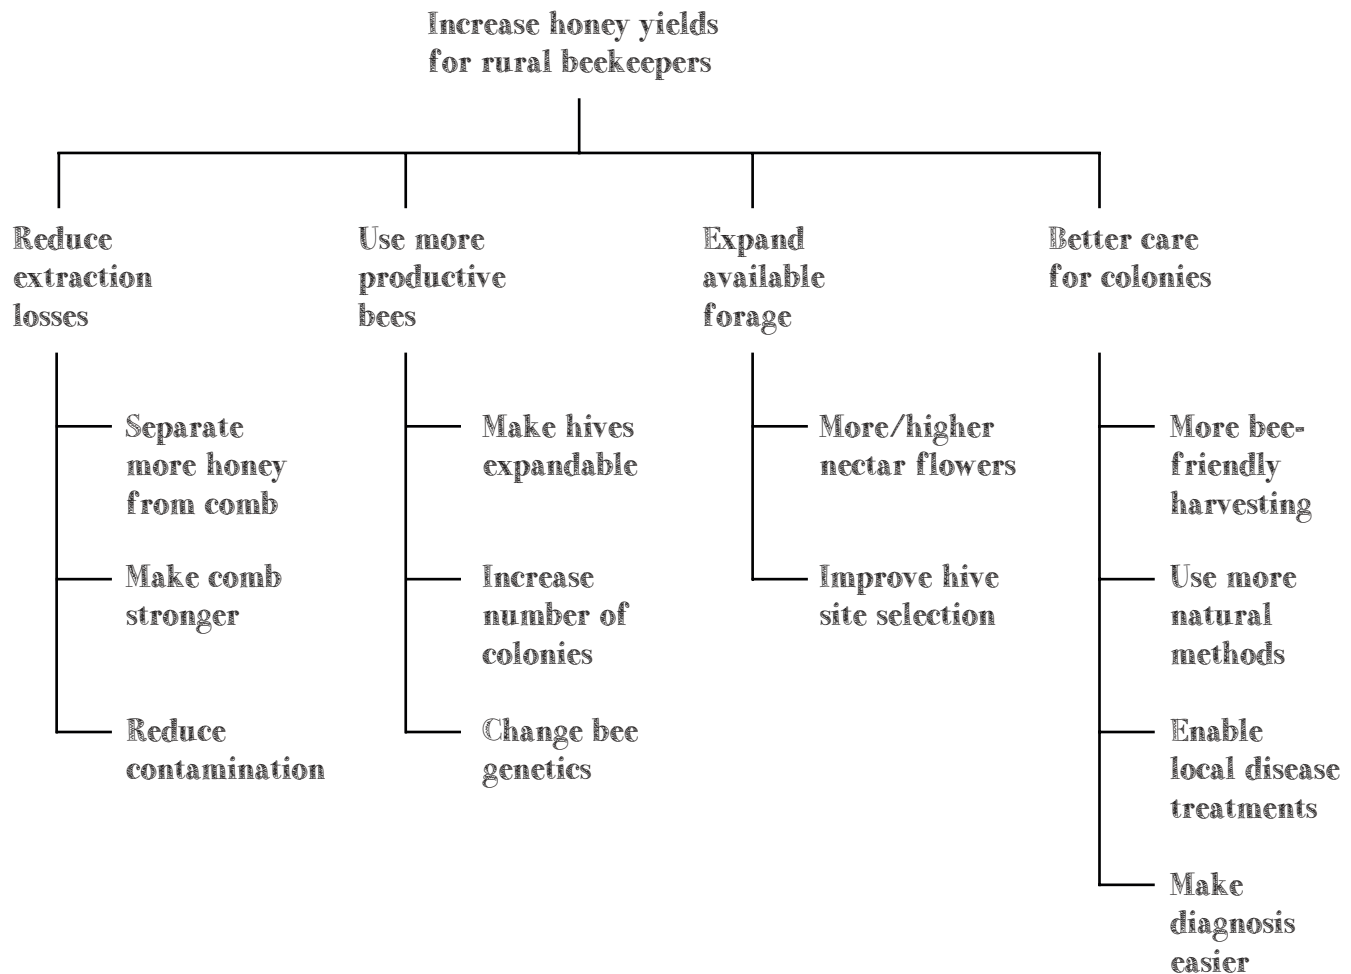 Increase honey yields
for rural beekeepers
Reduce
extraction
losses
Separate
more honey
from comb
Make comb
stronger
Reduce
contamination
Use more
productive
bees
Make hives
expandable
Increase
number of
colonies
Change bee
genetics
Expand
available
forage
More/higher
nectar flowers
Improve hive
site selection
Better care
for colonies
More bee-
friendly
harvesting
Use more
natural
methods
Enable
local disease
treatments
Make
diagnosis
easier